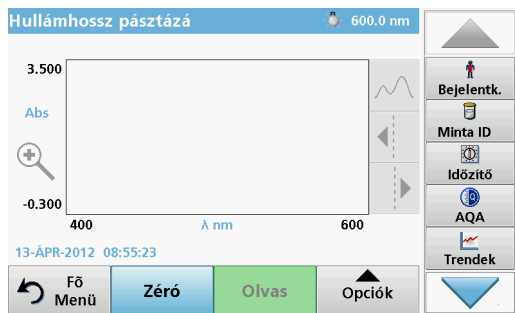 Hullámhossz pásztázá
600.0 nm
3.500
Abs
-0.300
400
λ nm
600
13-ÁPR-2012 08:55:23
Fő
Menü
Zéró
Olvas
Opciók
Bejelentk.
Minta ID
Időzítő
AQA
Trendek